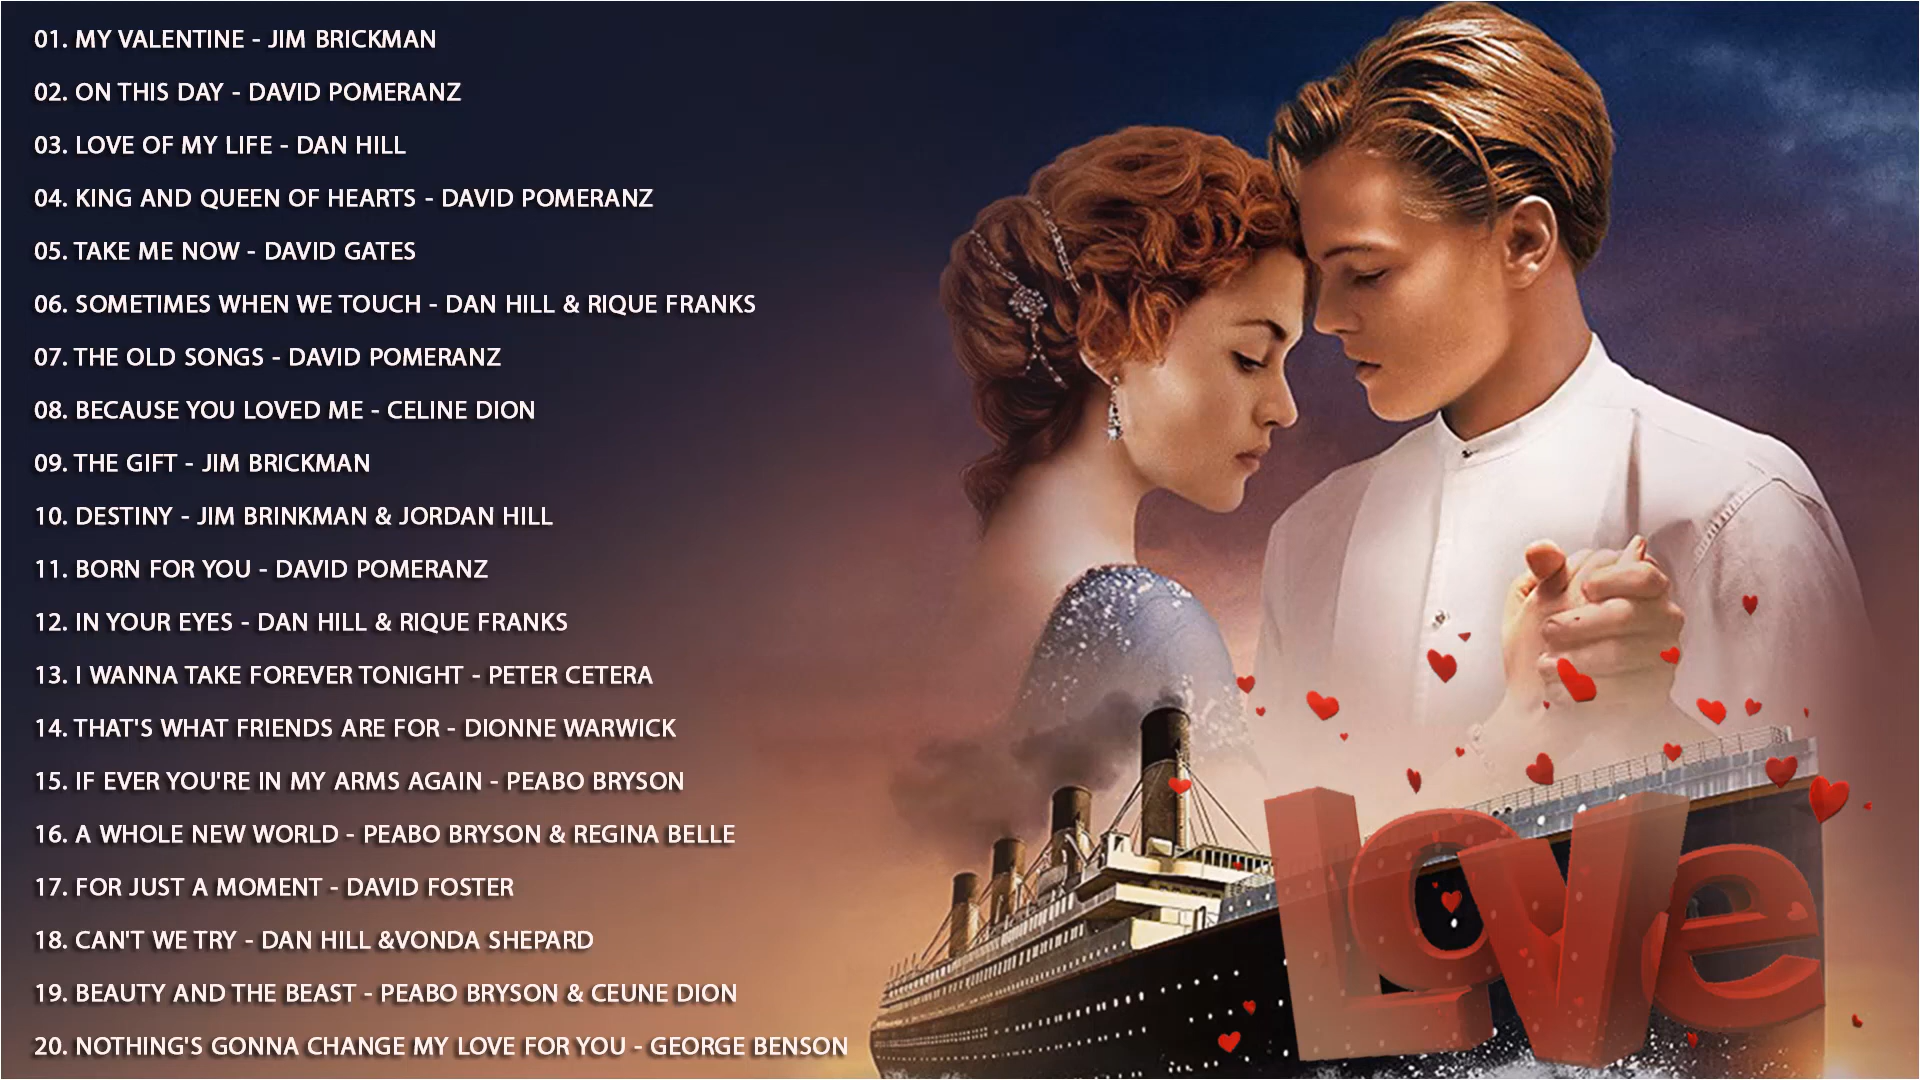 01. MY VALENTINE - JIM BRICKMAN
02. ON THIS DAY - DAVID POMERANZ
03. LOVE OF MY LIFE - DAN HILL
04. KING AND QUEEN OF HEARTS - DAVID POMERANZ
05. TAKE ME NOW - DAVID GATES
06. SOMETIMES WHEN WE TOUCH - DAN HILL & RIQUE FRANKS
07. THE OLD SONGS - DAVID POMERANZ
08. BECAUSE YOU LOVED ME - CELINE DION
09. THE GIFT - JIM BRICKMAN
10. DESTINY - JIM BRINKMAN & JORDAN HILL
11. BORN FOR YOU - DAVID POMERANZ
12. IN YOUR EYES - DAN HILL & RIQUE FRANKS
13. I WANNA TAKE FOREVER TONIGHT - PETER CETERA
14. THAT'S WHAT FRIENDS ARE FOR - DIONNE WARWICK
15. IF EVER YOU'RE IN MY ARMS AGAIN - PEABO BRYSON
16. A WHOLE NEW WORLD - PEABO BRYSON & REGINA BELLE
17. FOR JUST A MOMENT - DAVID FOSTER
18. CAN'T WE TRY - DAN HILL &VONDA SHEPARD
19. BEAUTY AND THE BEAST - PEABO BRYSON & CEUNE DION
20. NOTHING'S GONNA CHANGE MY LOVE FOR YOU - GEORGE BENSON
LOVe